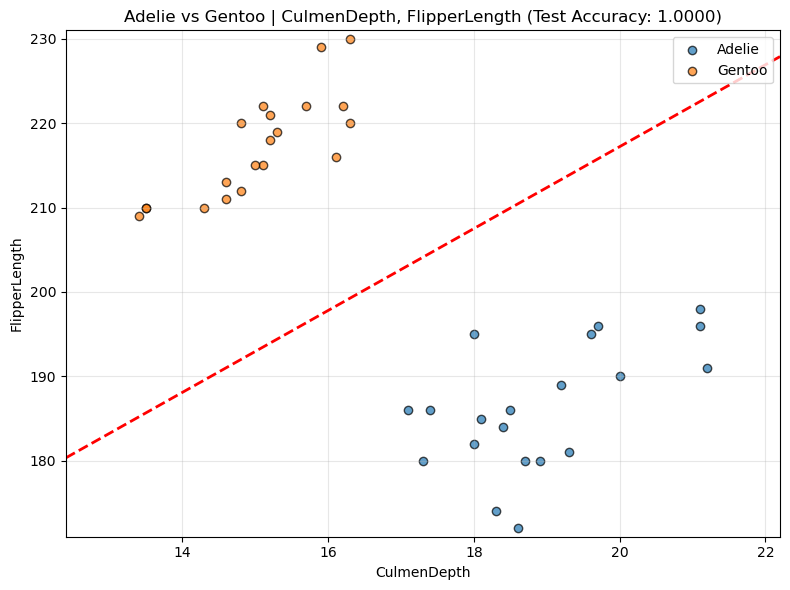 Adelie vs Gentoo | CulmenDepth, FlipperLength (Test Accuracy: 1.0000)
Adelie
Gentoo
FlipperLength
230
220
210
200
190
180
14 16 18 20 22
CulmenDepth